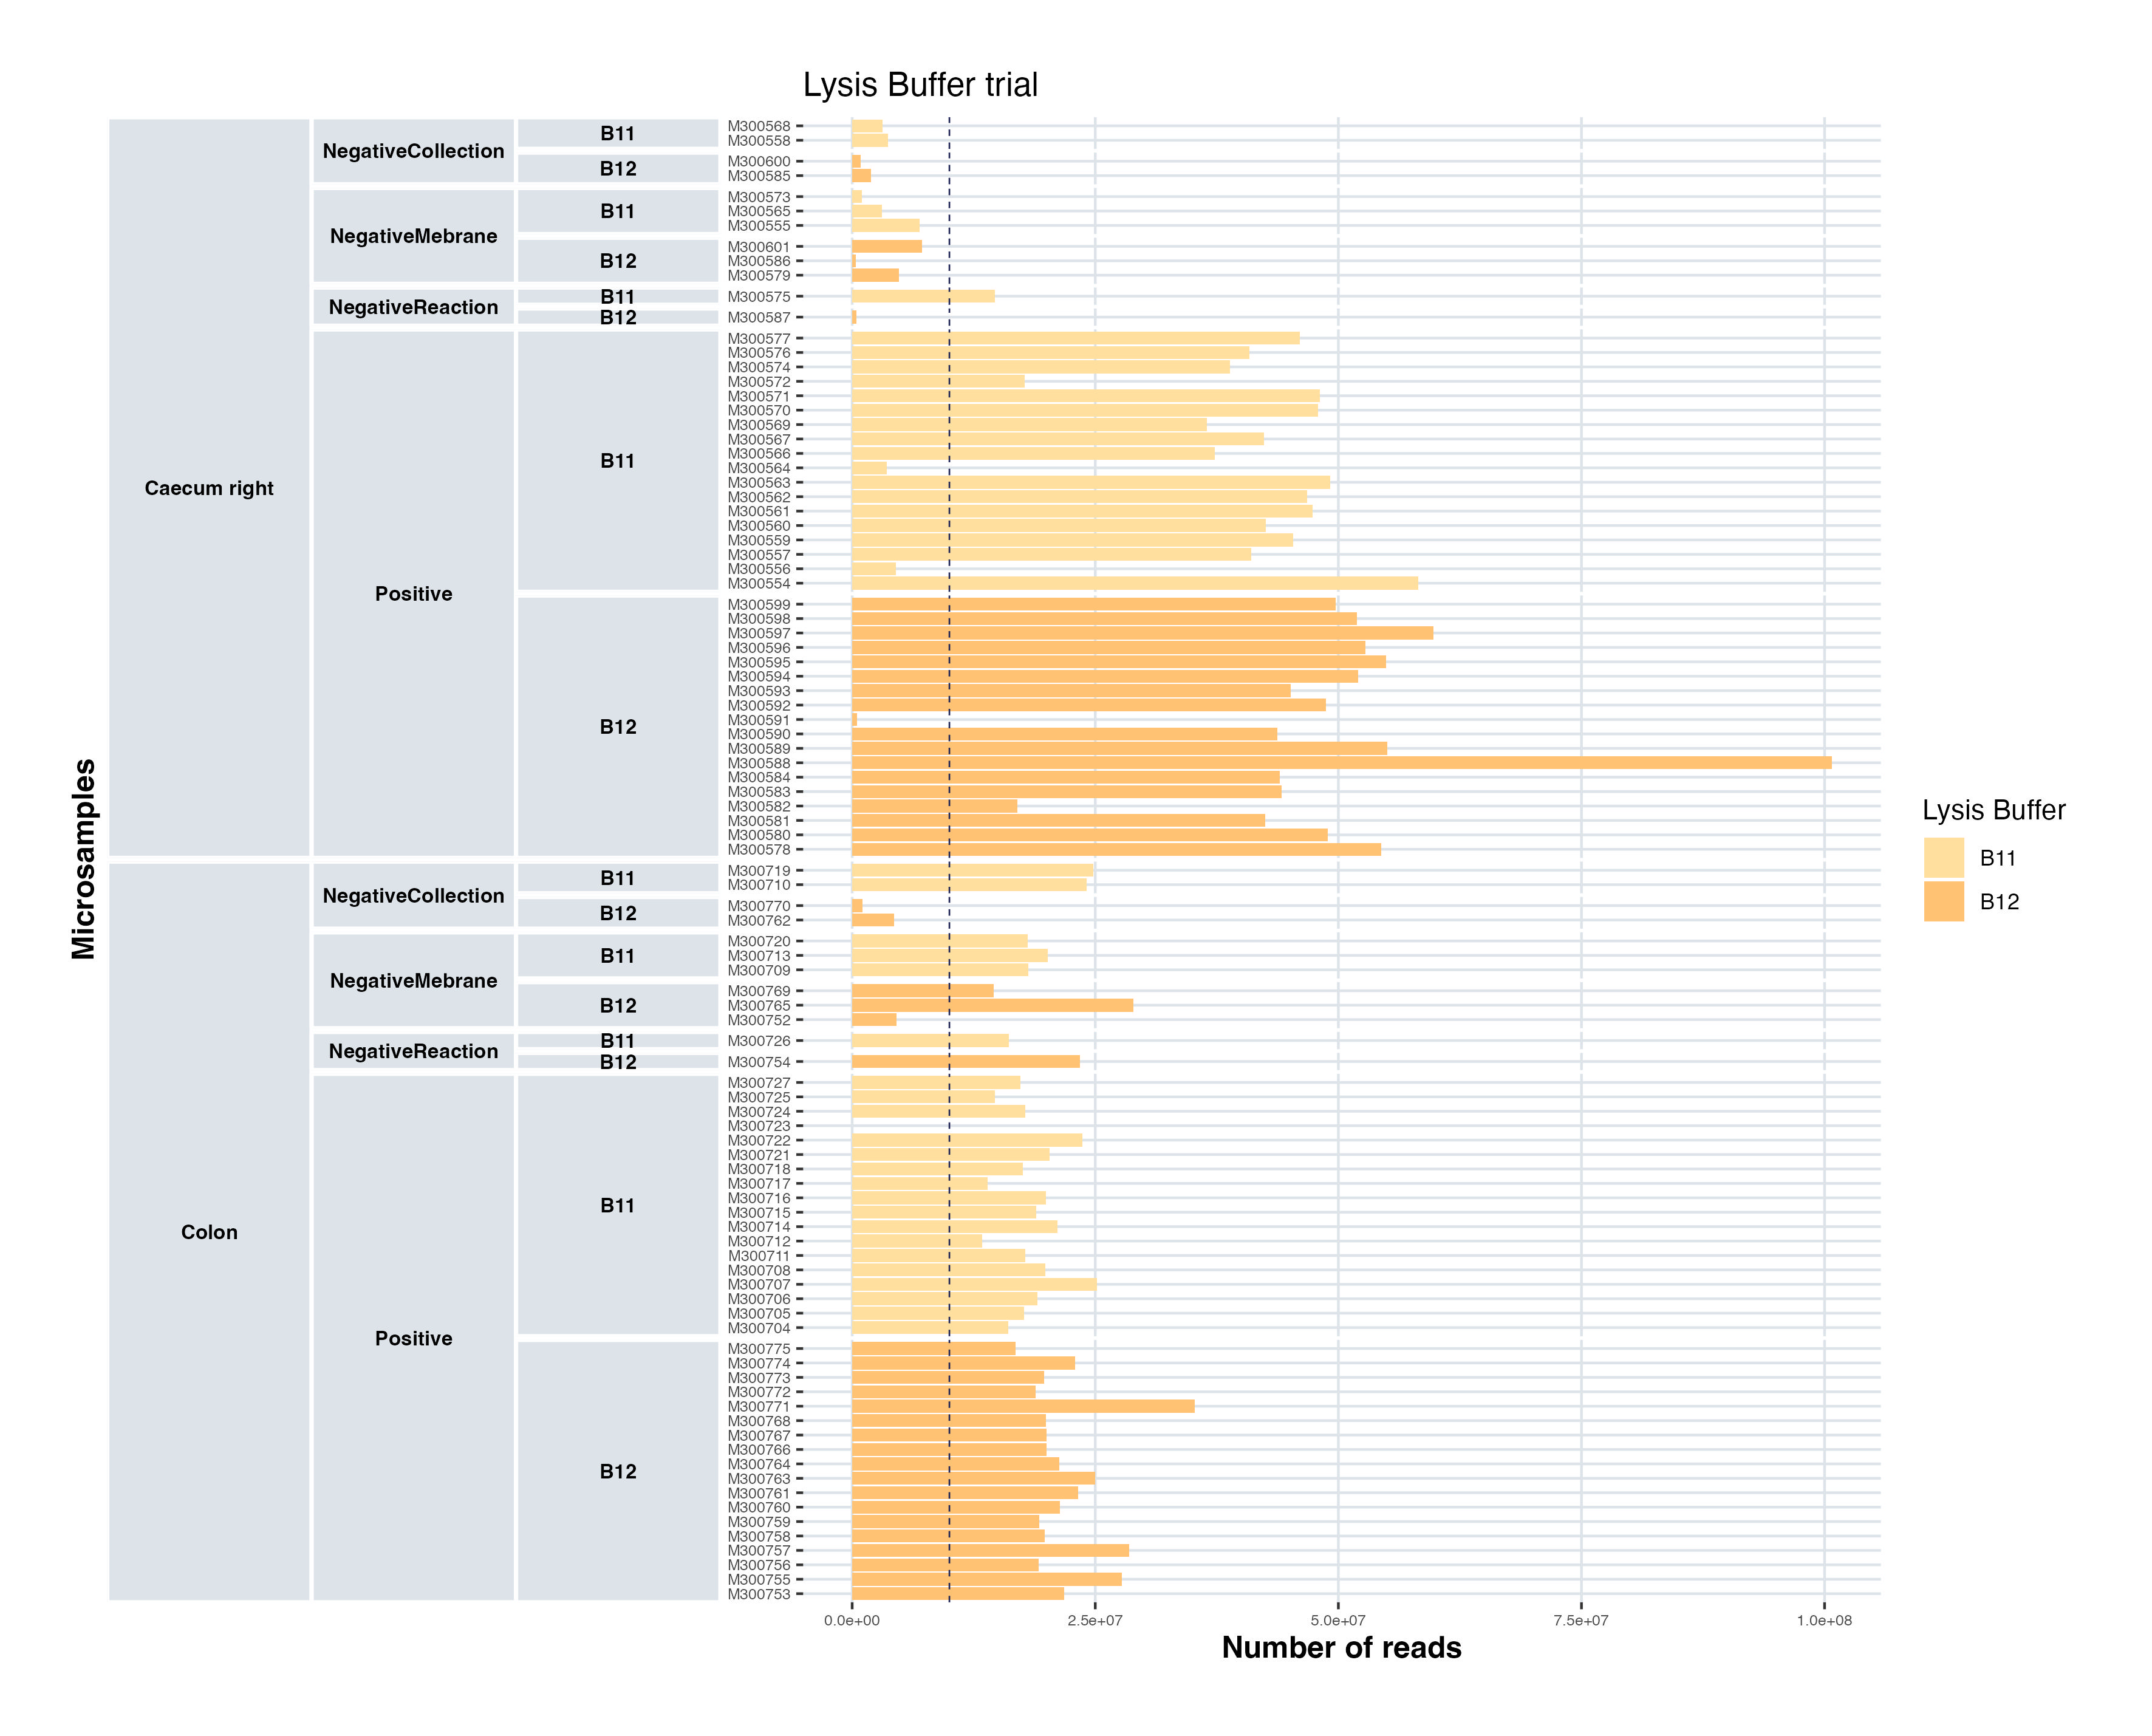 Lysis Buffer trial
Microsamples
Caecum right
NegativeCollection
B11
M300568
M300558
B12
M300600
M300585
NegativeMebrane
B11
M300573
M300565
M300555
B12
M300601
M300586
M300579
NegativeReaction
B11
M300575
B12
M300587
Positive
B11
M300577
M300576
M300574
M300572
M300571
M300570
M300569
M300567
M300566
M300564
M300563
M300562
M300561
M300560
M300559
M300557
M300556
M300554
B12
M300599
M300598
M300597
M300596
M300595
M300594
M300593
M300592
M300591
M300590
M300589
M300588
M300584
M300583
M300582
M300581
M300580
M300578
Colon
NegativeCollection
B11
M300719
M300710
B12
M300770
M300762
NegativeMebrane
B11
M300720
M300713
M300709
B12
M300769
M300765
M300752
NegativeReaction
B11
M300726
B12
M300754
Positive
B11
M300727
M300725
M300724
M300723
M300722
M300721
M300718
M300717
M300716
M300715
M300714
M300712
M300711
M300708
M300707
M300706
M300705
M300704
B12
M300775
M300774
M300773
M300772
M300771
M300768
M300767
M300766
M300764
M300763
M300761
M300760
M300759
M300758
M300757
M300756
M300755
M300753
0.0e+00 2.5e+07 5.0e+07 7.5e+07 1.0e+08
Number of reads
Lysis Buffer
B11
B12